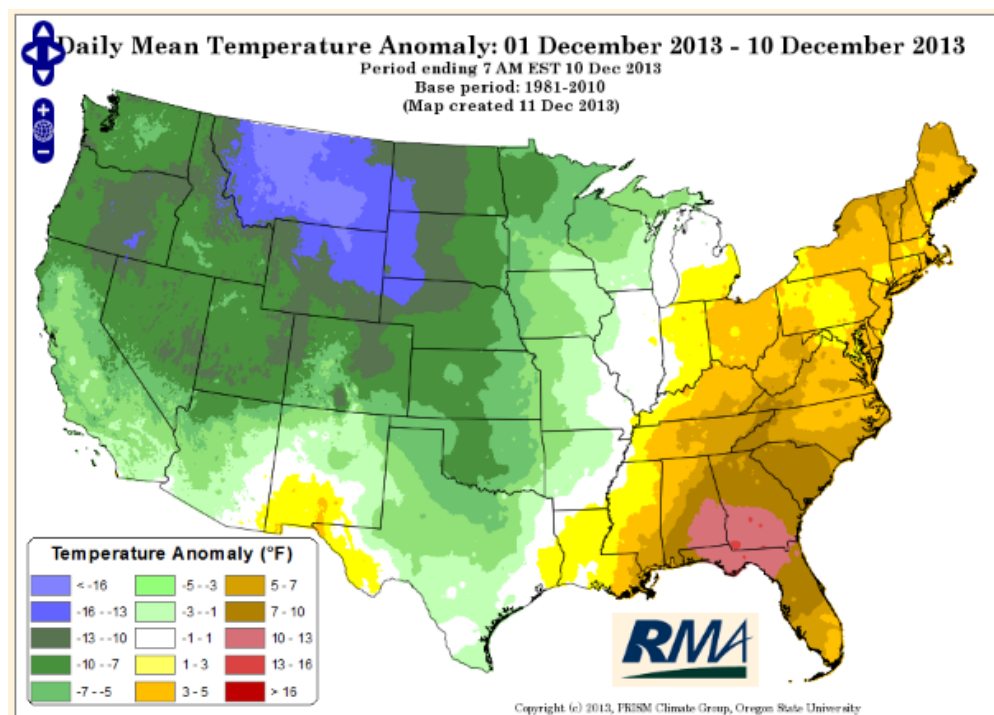 Daily Mean Temperature Anomaly: 01 December 2013 - 10 December 2013
Period ending 7 AM EST 10 Dec 2013
Base period: 1981-2010
(Map created 11 Dec 2013)
Temperature Anomaly (°F)
< -16
-16 - -13
-13 - -10
-10 - -7
-7 - -5
-5 - -3
-3 - -1
-1 - 1
1 - 3
3 - 5
5 - 7
7 - 10
10 - 13
13 - 16
> 16
RMA
Copyright (c) 2013, PRISM Climate Group, Oregon State University